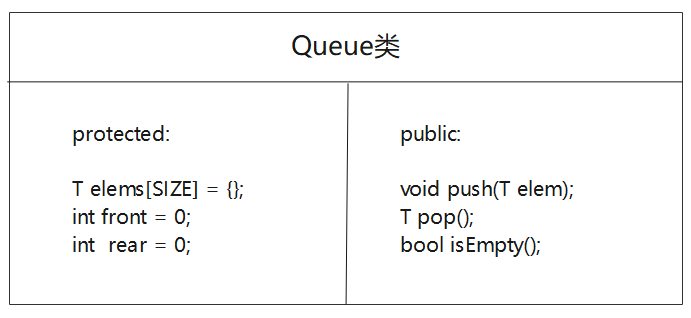 Queue类
protected:
T elems[SIZE] = {};
int front = 0;
int  rear = 0;
public:
void push(T elem);
T pop();
bool isEmpty();